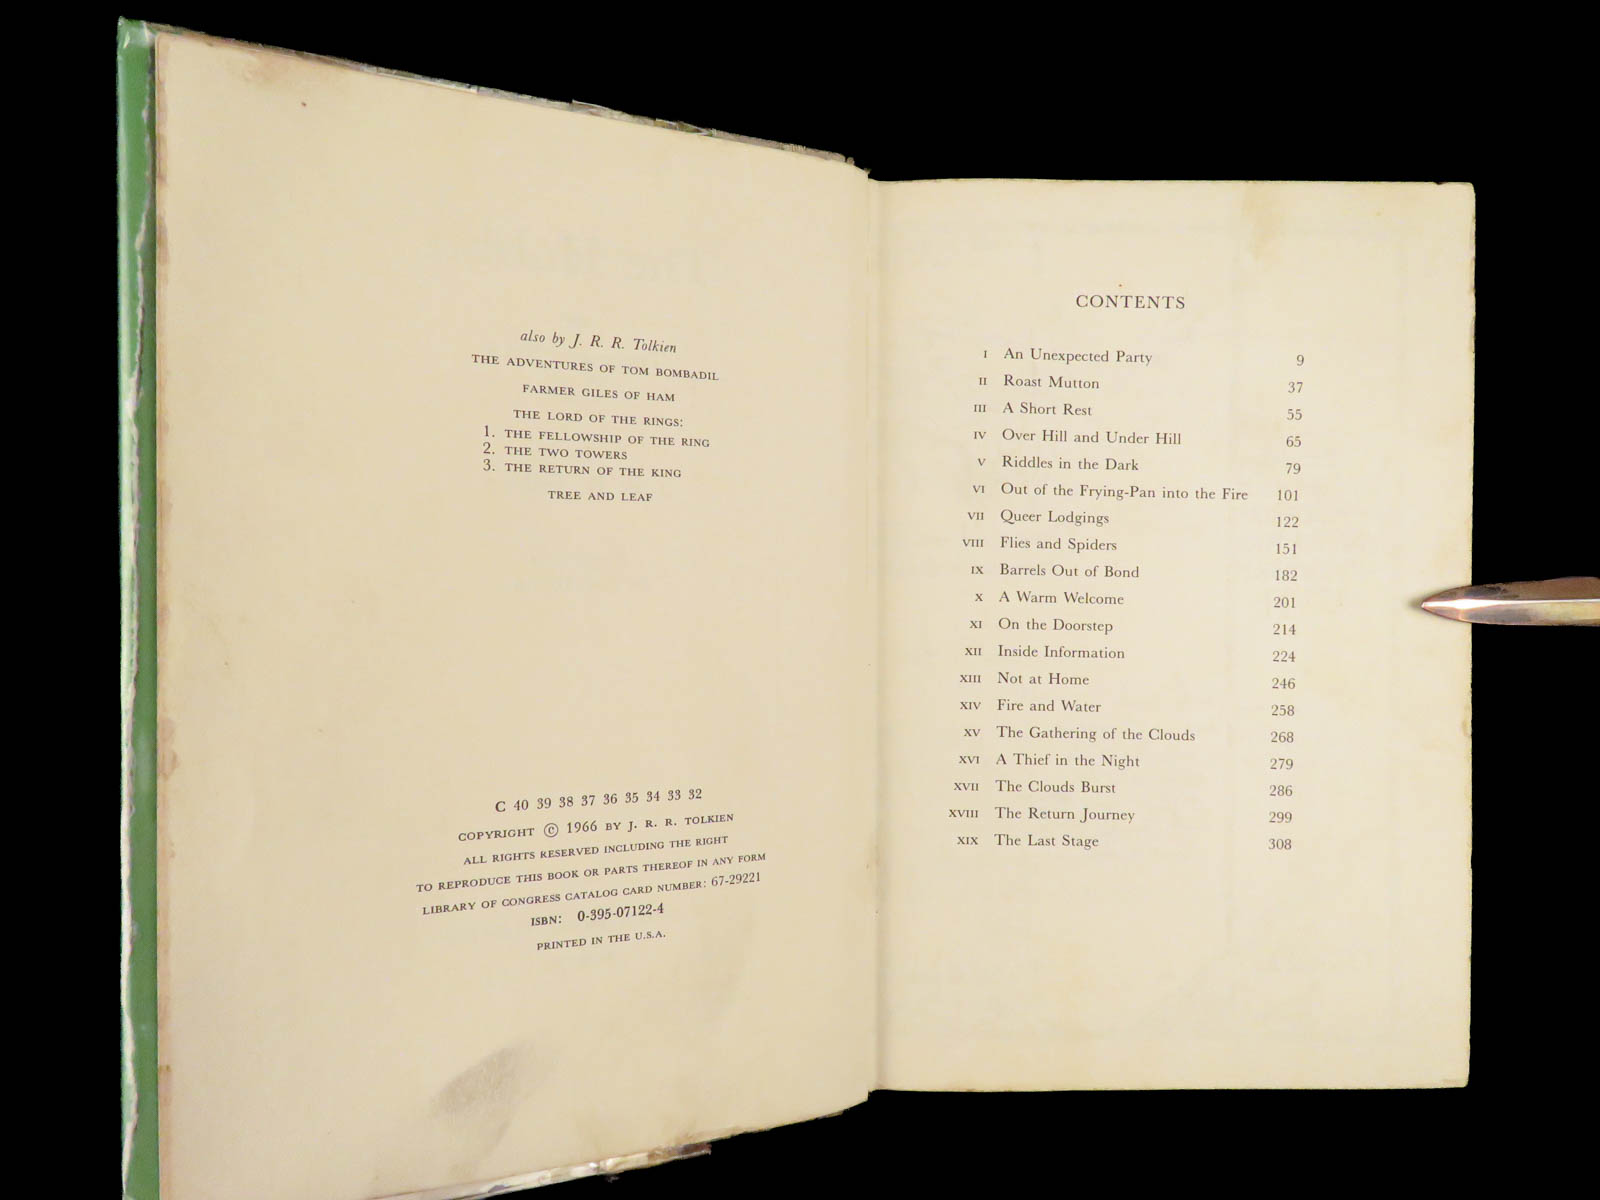 also by J. R. R. Tolkien
THE ADVENTURES OF TOM BOMBADIL
FARMER GILES OF HAM
THE LORD OF THE RINGS:
1. THE FELLOWSHIP OF THE RING
2. THE TWO TOWERS
3. THE RETURN OF THE KING
TREE AND LEAF
C 40 39 38 37 36 35 34 33 32
COPYRIGHT © 1966 BY J. R. R. TOLKIEN
ALL RIGHTS RESERVED INCLUDING THE RIGHT
TO REPRODUCE THIS BOOK OR PARTS THEREOF IN ANY FORM
LIBRARY OF CONGRESS CATALOG CARD NUMBER: 67-29221
ISBN: 0-395-07122-4
PRINTED IN THE U.S.A.
CONTENTS
I An Unexpected Party 9
II Roast Mutton 37
III A Short Rest 55
IV Over Hill and Under Hill 65
V Riddles in the Dark 79
VI Out of the Frying-Pan into the Fire 101
VII Queer Lodgings 122
VIII Flies and Spiders 151
IX Barrels Out of Bond 182
X A Warm Welcome 201
XI On the Doorstep 214
XII Inside Information 224
XIII Not at Home 246
XIV Fire and Water 258
XV The Gathering of the Clouds 268
XVI A Thief in the Night 279
XVII The Clouds Burst 286
XVIII The Return Journey 299
XIX The Last Stage 308